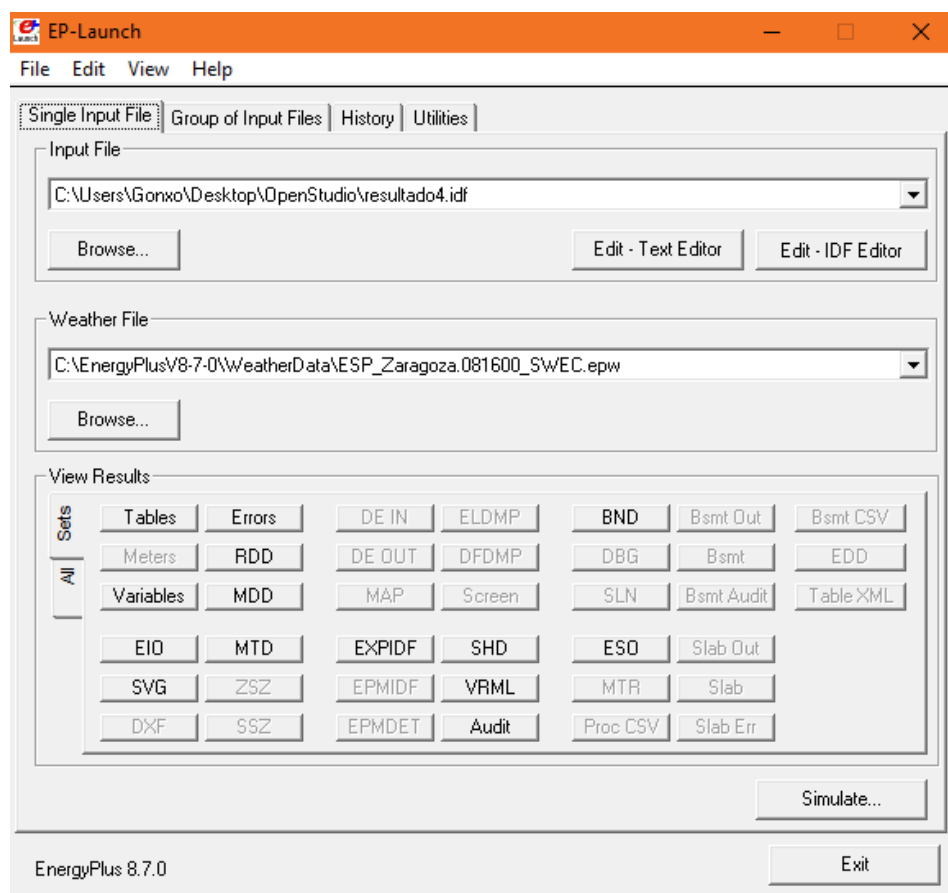 EP-Launch
File Edit View Help
Single Input File Group of Input Files History Utilities
Input File
C:\Users\Gonxo\Desktop\OpenStudio\resultado4.idf
Browse... Edit - Text Editor Edit - IDF Editor
Weather File
C:\EnergyPlusV8-7-0\WeatherData\ESP_Zaragoza.081600_SWEC.epw
Browse...
View Results
Sets
All
Tables Errors DE IN ELDMP BND Bsmt Out Bsmt CSV
Meters RDD DE OUT DFDMP DBG Bsmt EDD
Variables MDD MAP Screen SLN Bsmt Audit Table XML
EIO MTD EXPIDF SHD ESO Slab Out
SVG ZSZ EPMIDF VRML MTR Slab
DXF SSZ EPMDET Audit Proc CSV Slab Err
Simulate...
EnergyPlus 8.7.0 Exit